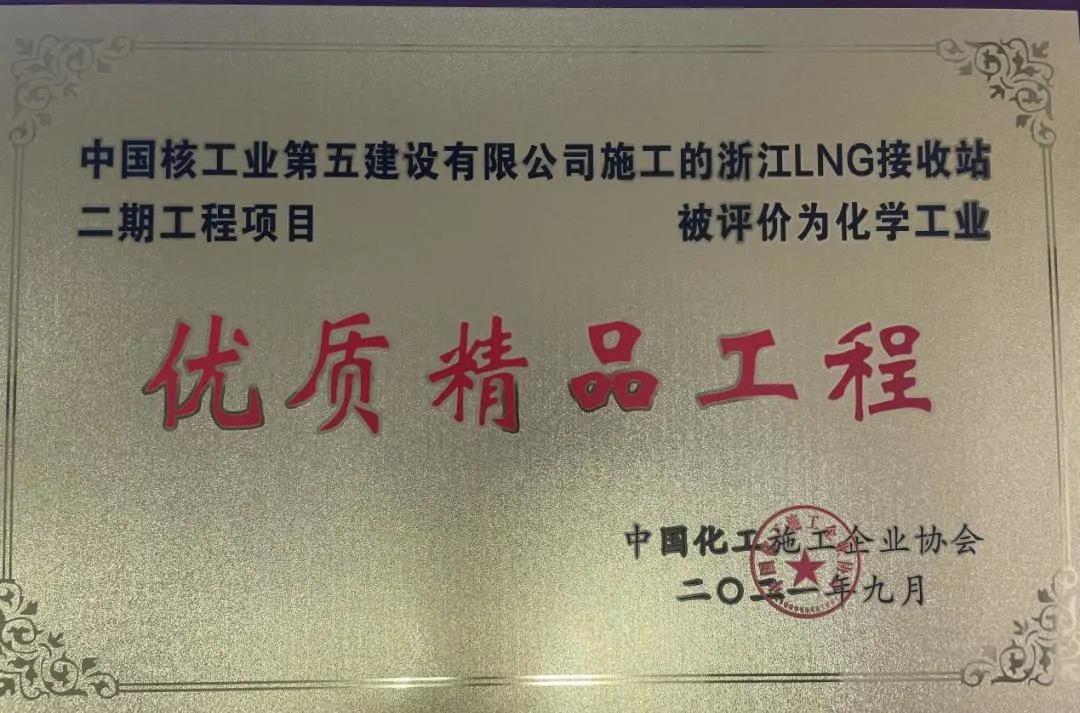 中国核工业第五建设有限公司施工的浙江LNG接收站
二期工程项目 被评价为化学工业
优质精品工程
中国化工施工企业协会
二〇二一年九月